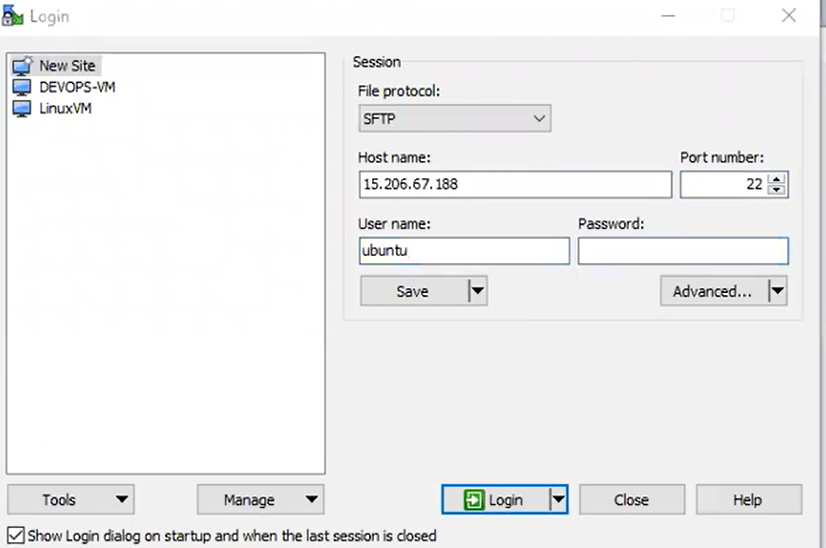 Login
New Site
DEVOPS-VM
LinuxVM
Session
File protocol:
SFTP
Host name: Port number:
15.206.67.188 22
User name: Password:
ubuntu
Save Advanced...
Tools Manage Login Close Help
Show Login dialog on startup and when the last session is closed